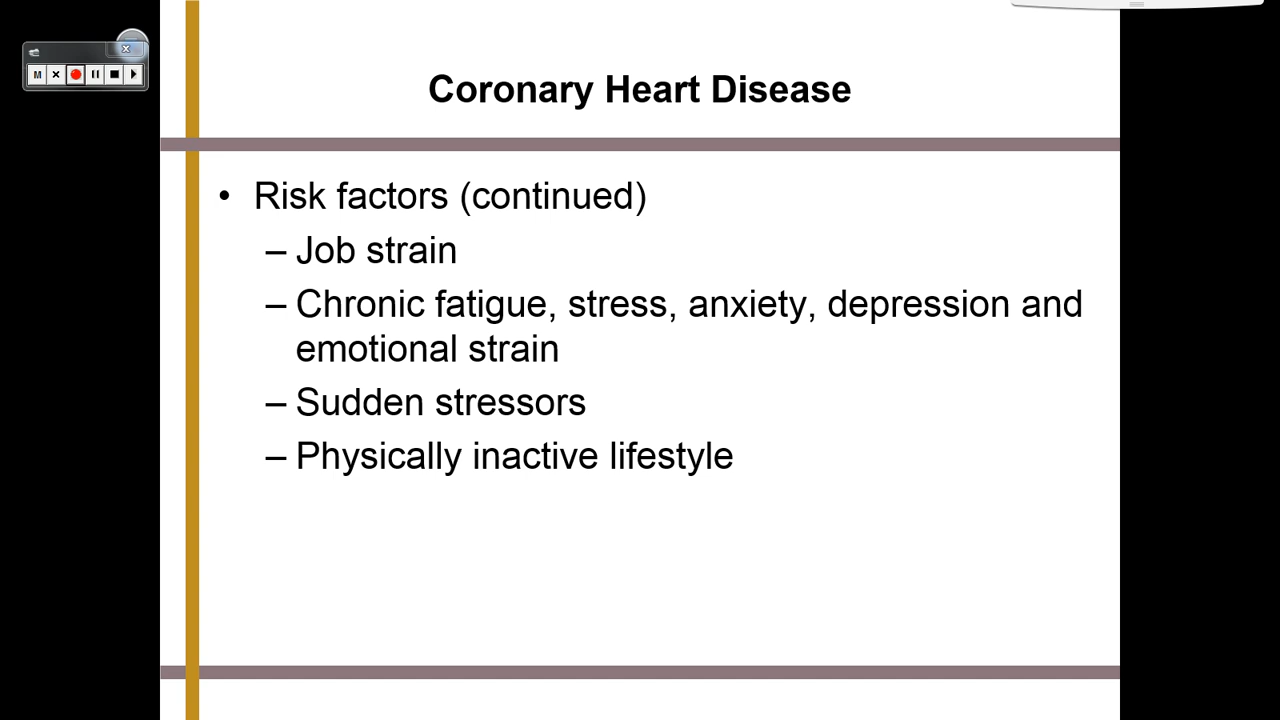 M
Coronary Heart Disease
• Risk factors (continued)
– Job strain
– Chronic fatigue, stress, anxiety, depression and
emotional strain
– Sudden stressors
– Physically inactive lifestyle